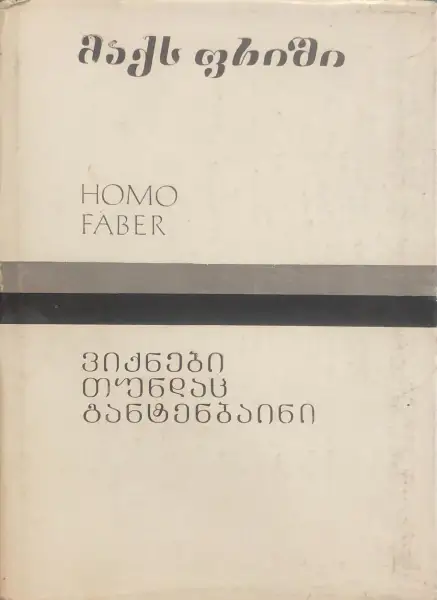 მაქს ფრიში
HOMO
FABER
ვიქნები
თუნდაც
განტენბაინი